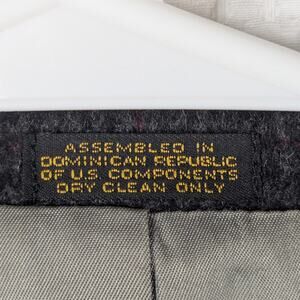 ASSEMBLED IN
DOMINICAN REPUBLIC
OF U.S. COMPONENTS
DRY CLEAN ONLY